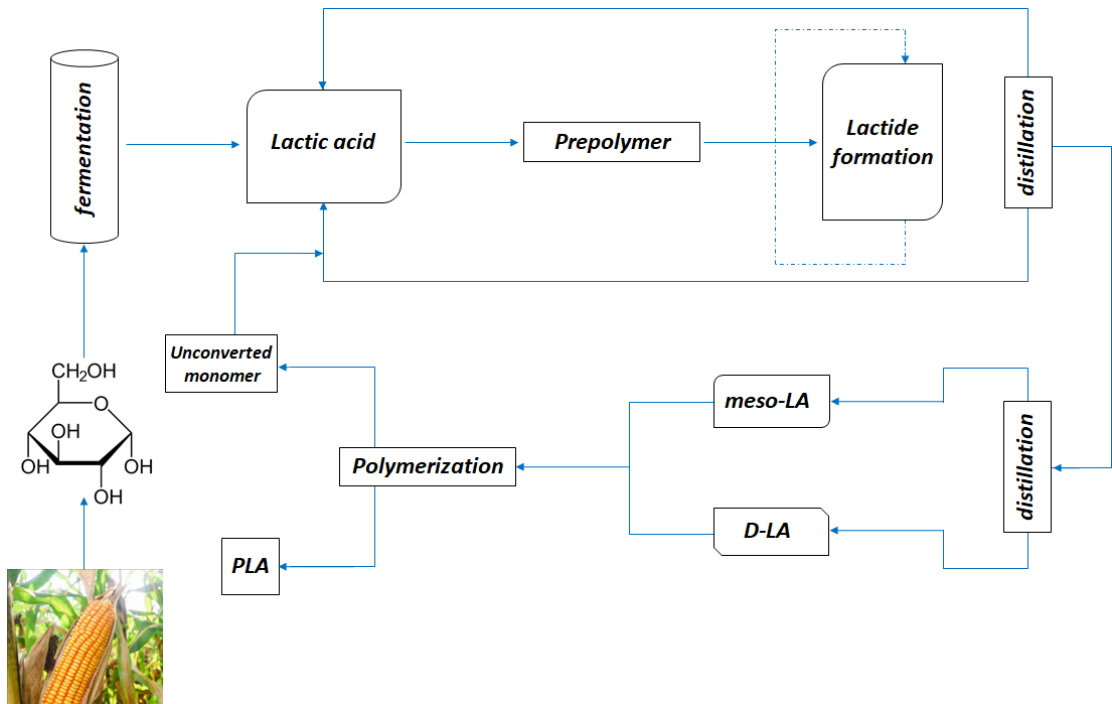 fermentation
Lactic acid
Prepolymer
Lactide
formation
distillation
CH₂OH
O
OH
OH
OH
OH
OH
Unconverted
monomer
Polymerization
PLA
meso-LA
D-LA
distillation